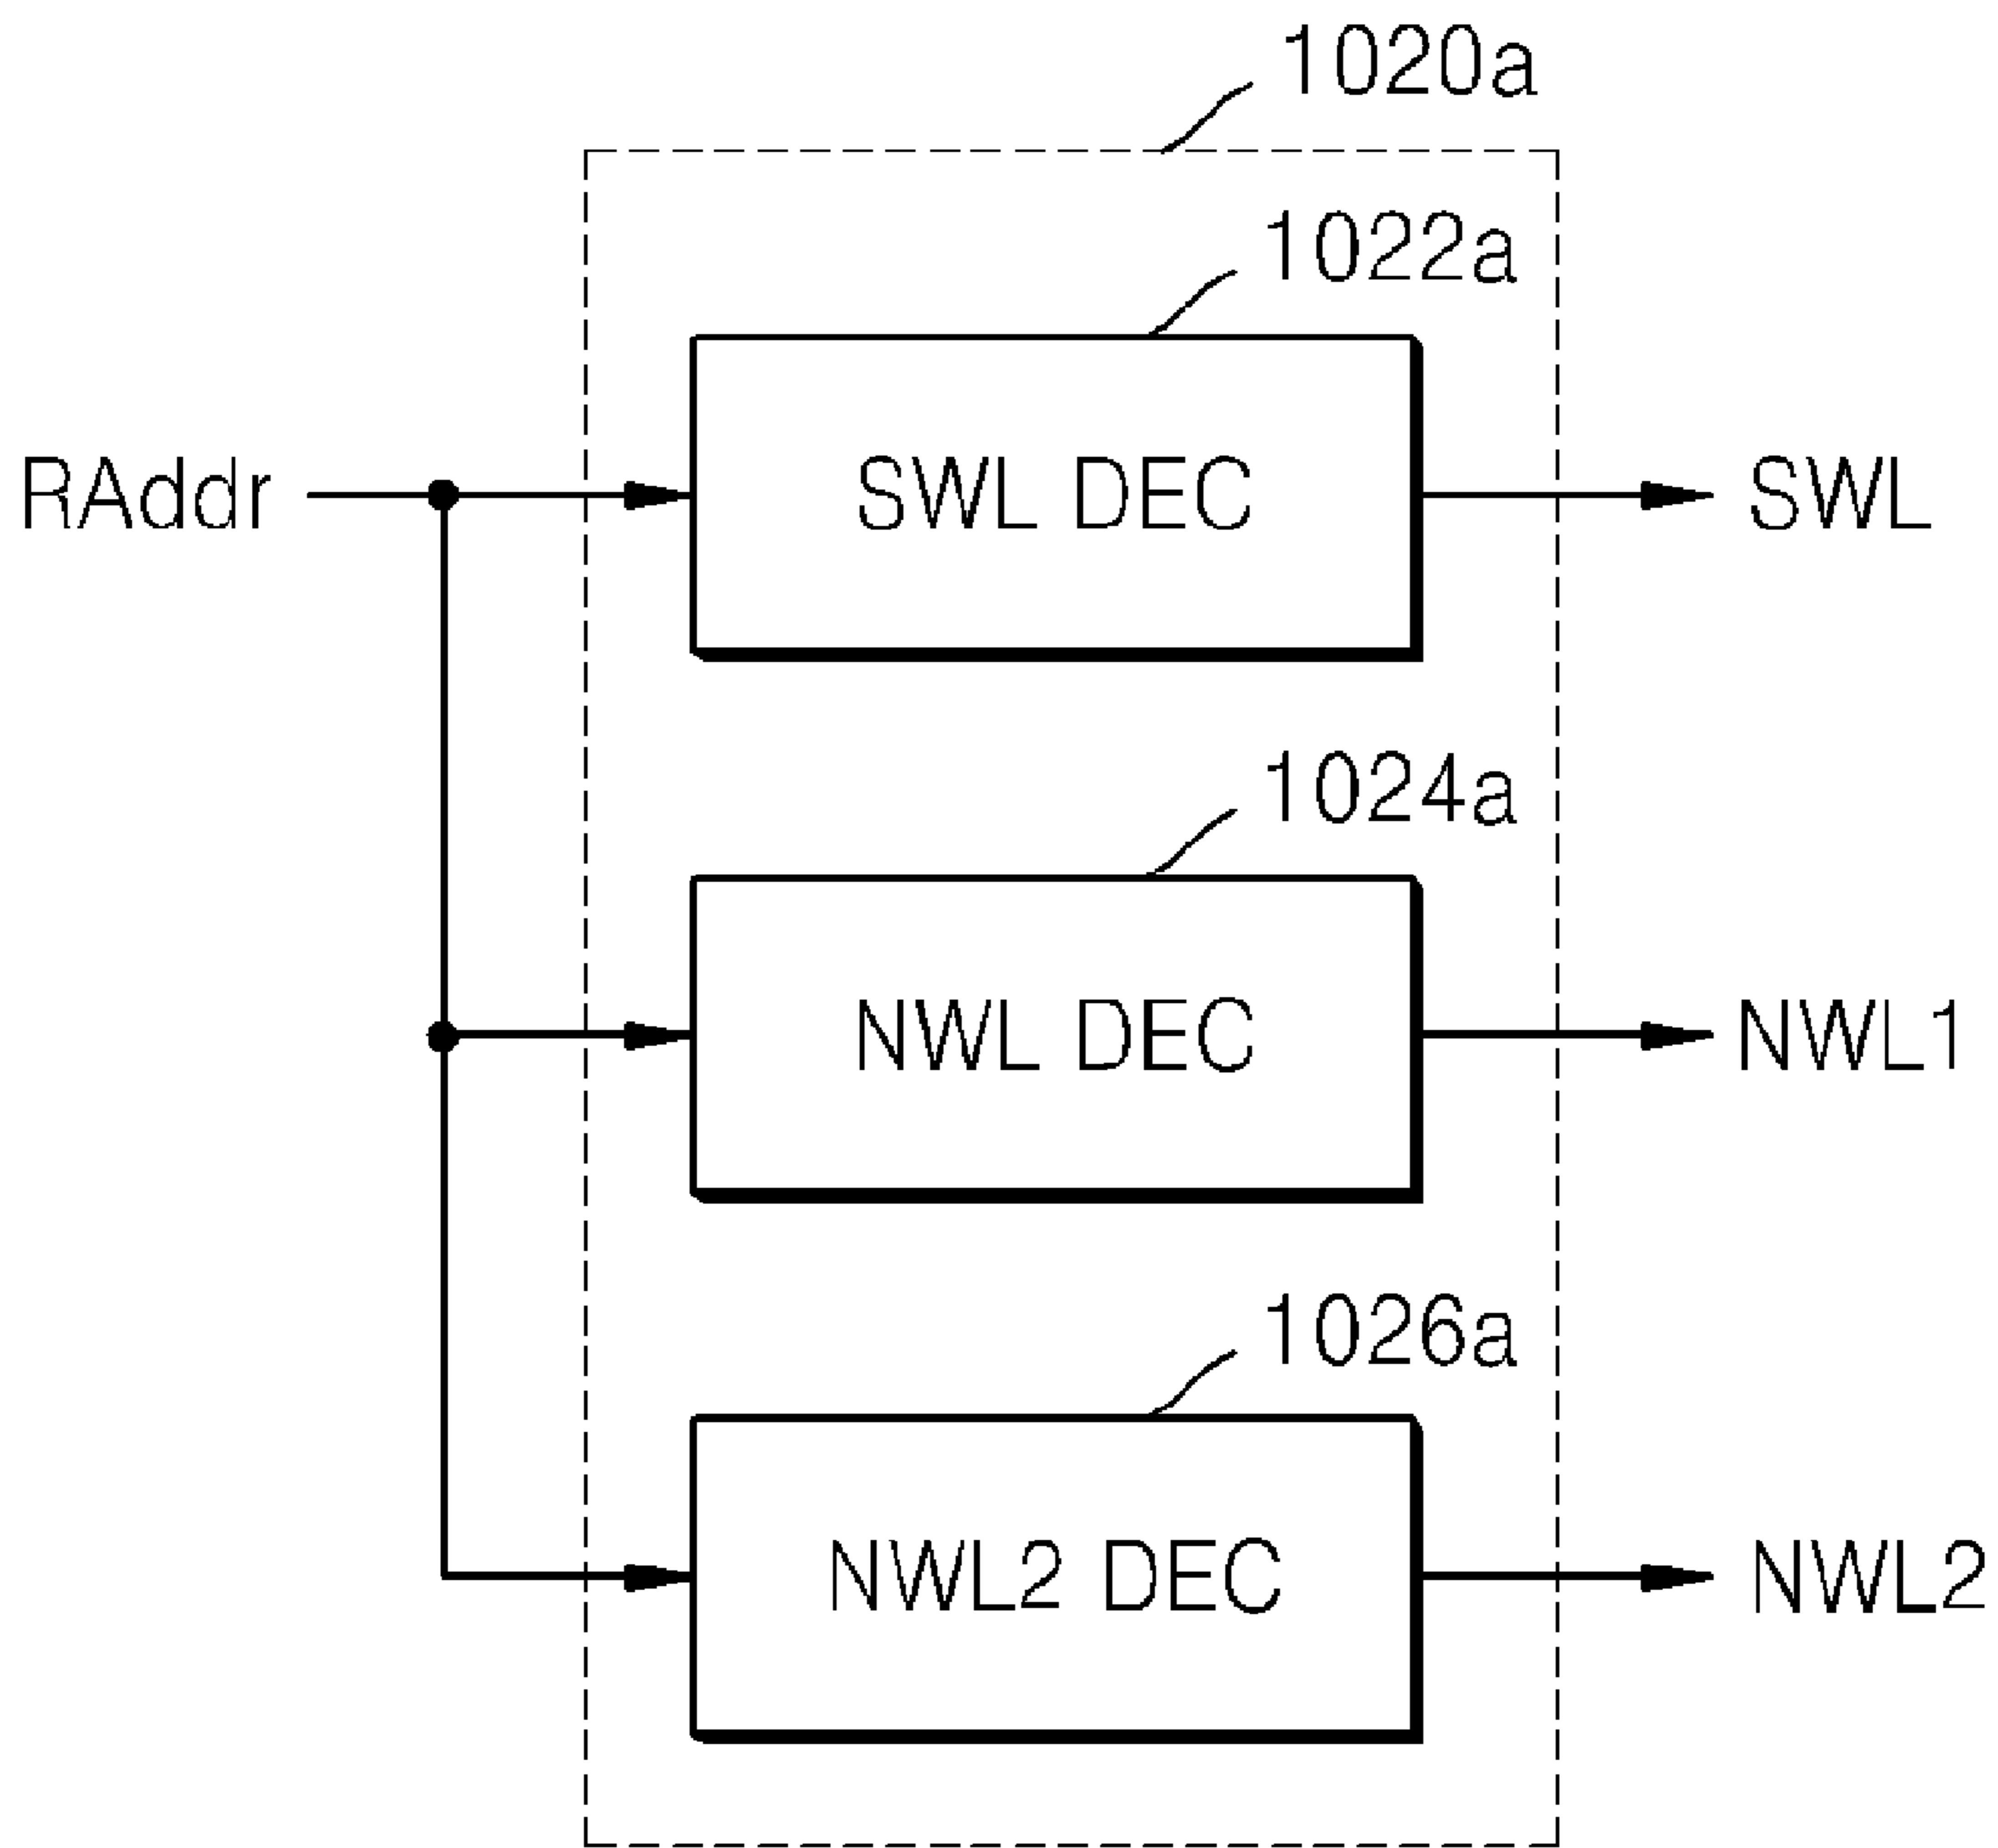 1020a
1022a
RAddr
SWL DEC
SWL
1024a
NWL DEC
NWL1
1026a
NWL2 DEC
NWL2